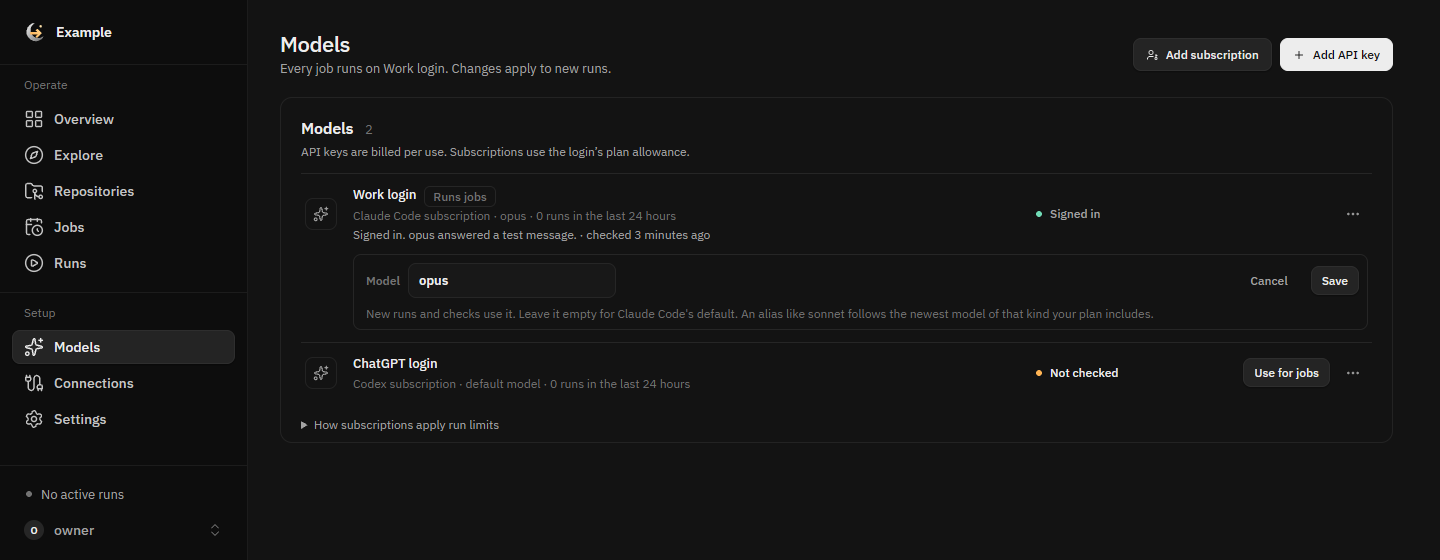 Example
Operate
Overview
Explore
Repositories
Jobs
Runs
Setup
Models
Connections
Settings
No active runs
o owner
Models
Every job runs on Work login. Changes apply to new runs.
Add subscription
Add API key
Models 2
API keys are billed per use. Subscriptions use the login's plan allowance.
Work login Runs jobs
Claude Code subscription · opus · 0 runs in the last 24 hours
Signed in. opus answered a test message. · checked 3 minutes ago
Signed in
Model opus
Cancel Save
New runs and checks use it. Leave it empty for Claude Code's default. An alias like sonnet follows the newest model of that kind your plan includes.
ChatGPT login
Codex subscription · default model · 0 runs in the last 24 hours
Not checked
Use for jobs
How subscriptions apply run limits